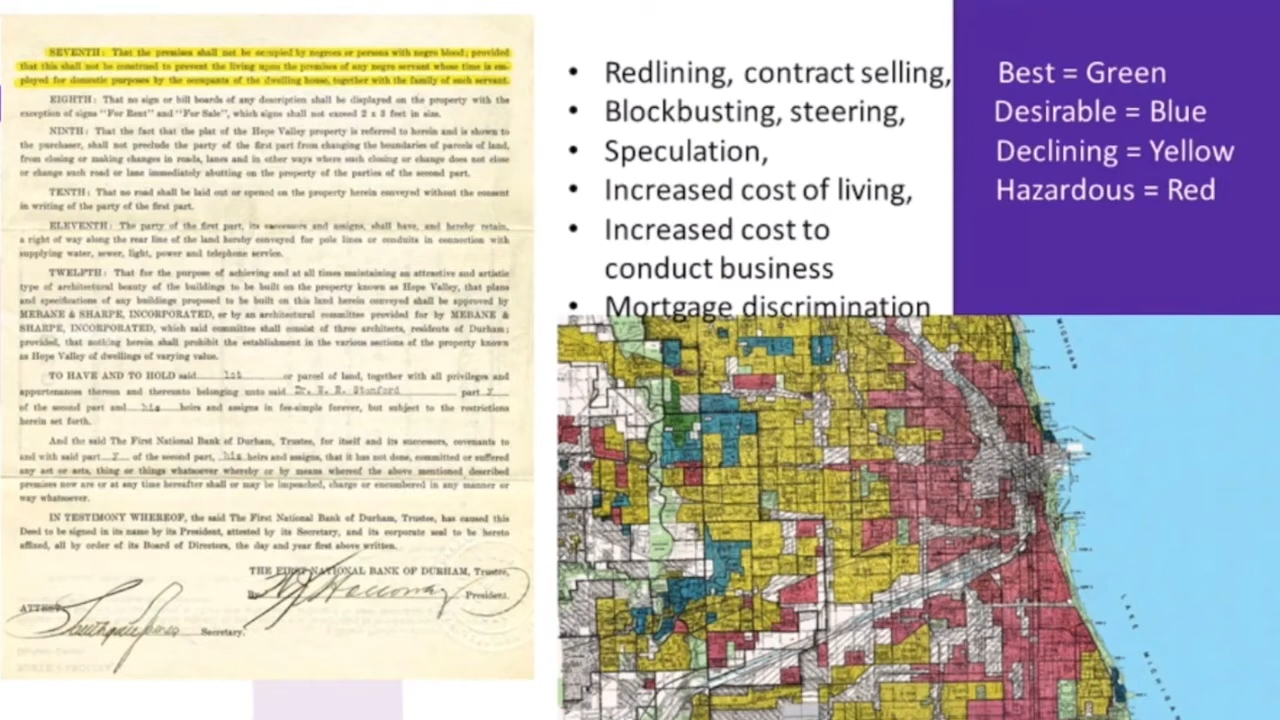 SEVENTH: That the premises shall not be occupied by negroes or persons with negro blood; provided
that this shall not be construed to prevent the living upon the premises of any negro servant whose time is em-
ployed for domestic purposes by the occupants of the dwelling house, together with the family of such servant.
EIGHTH: That no sign or bill boards of any description shall be displayed on the property with the
exception of signs "For Rent" and "For Sale", which signs shall not exceed 2 x 3 feet in size.
NINTH: That the fact that the plat of the Hope Valley property is referred to herein and is shown to
the purchaser, shall not preclude the party of the first part from changing the boundaries of parcels of land,
from closing or making changes in roads, lanes and in other ways where such closing or change does not close
or change such road or lane immediately abutting on the property of the parties of the second part.
TENTH: That no road shall be laid out or opened on the property herein conveyed without the consent
in writing of the party of the first part.
ELEVENTH: The party of the first part, its successors and assigns, shall have, and hereby retain,
a right of way along the rear line of the land hereby conveyed for pole lines or conduits in connection with
supplying water, sewer, light, power and telephone service.
TWELFTH: That for the purpose of achieving and at all times maintaining an attractive and artistic
type of architectural beauty of the buildings to be built on the property known as Hope Valley, that plans
and specifications of any buildings proposed to be built on this land herein conveyed shall be approved by
MEBANE & SHARPE, INCORPORATED, or by an architectural committee provided for by MEBANE &
SHARPE, INCORPORATED, which said committee shall consist of three architects, residents of Durham;
provided, that nothing herein shall prohibit the establishment in the various sections of the property known
as Hope Valley of dwellings of varying value.
TO HAVE AND TO HOLD said lot or parcel of land, together with all privileges and
appurtenances thereon and thereunto belonging unto said Dr. W. R. Stanford part y
of the second part and his heirs and assigns in fee-simple forever, but subject to the restrictions
herein set forth.
And the said The First National Bank of Durham, Trustee, for itself and its successors, covenants to
and with said part y of the second part, his heirs and assigns, that it has not done, committed or suffered
any act or acts, thing or things whatsoever whereby or by means whereof the above mentioned described
premises now are or at any time hereafter shall or may be impeached, charge or encumbered in any manner or
way whatsoever.
IN TESTIMONY WHEREOF, the said The First National Bank of Durham, Trustee, has caused this
Deed to be signed in its name by its President, attested by its Secretary, and its corporate seal to be hereto
affixed, all by order of its Board of Directors, the day and year first above written.
THE FIRST NATIONAL BANK OF DURHAM, Trustee,
By President.
ATTEST
Secretary.
• Redlining, contract selling,
• Blockbusting, steering,
• Speculation,
• Increased cost of living,
• Increased cost to
conduct business
• Mortgage discrimination
Best = Green
Desirable = Blue
Declining = Yellow
Hazardous = Red
MICHIGAN
LAKE MICHIGAN